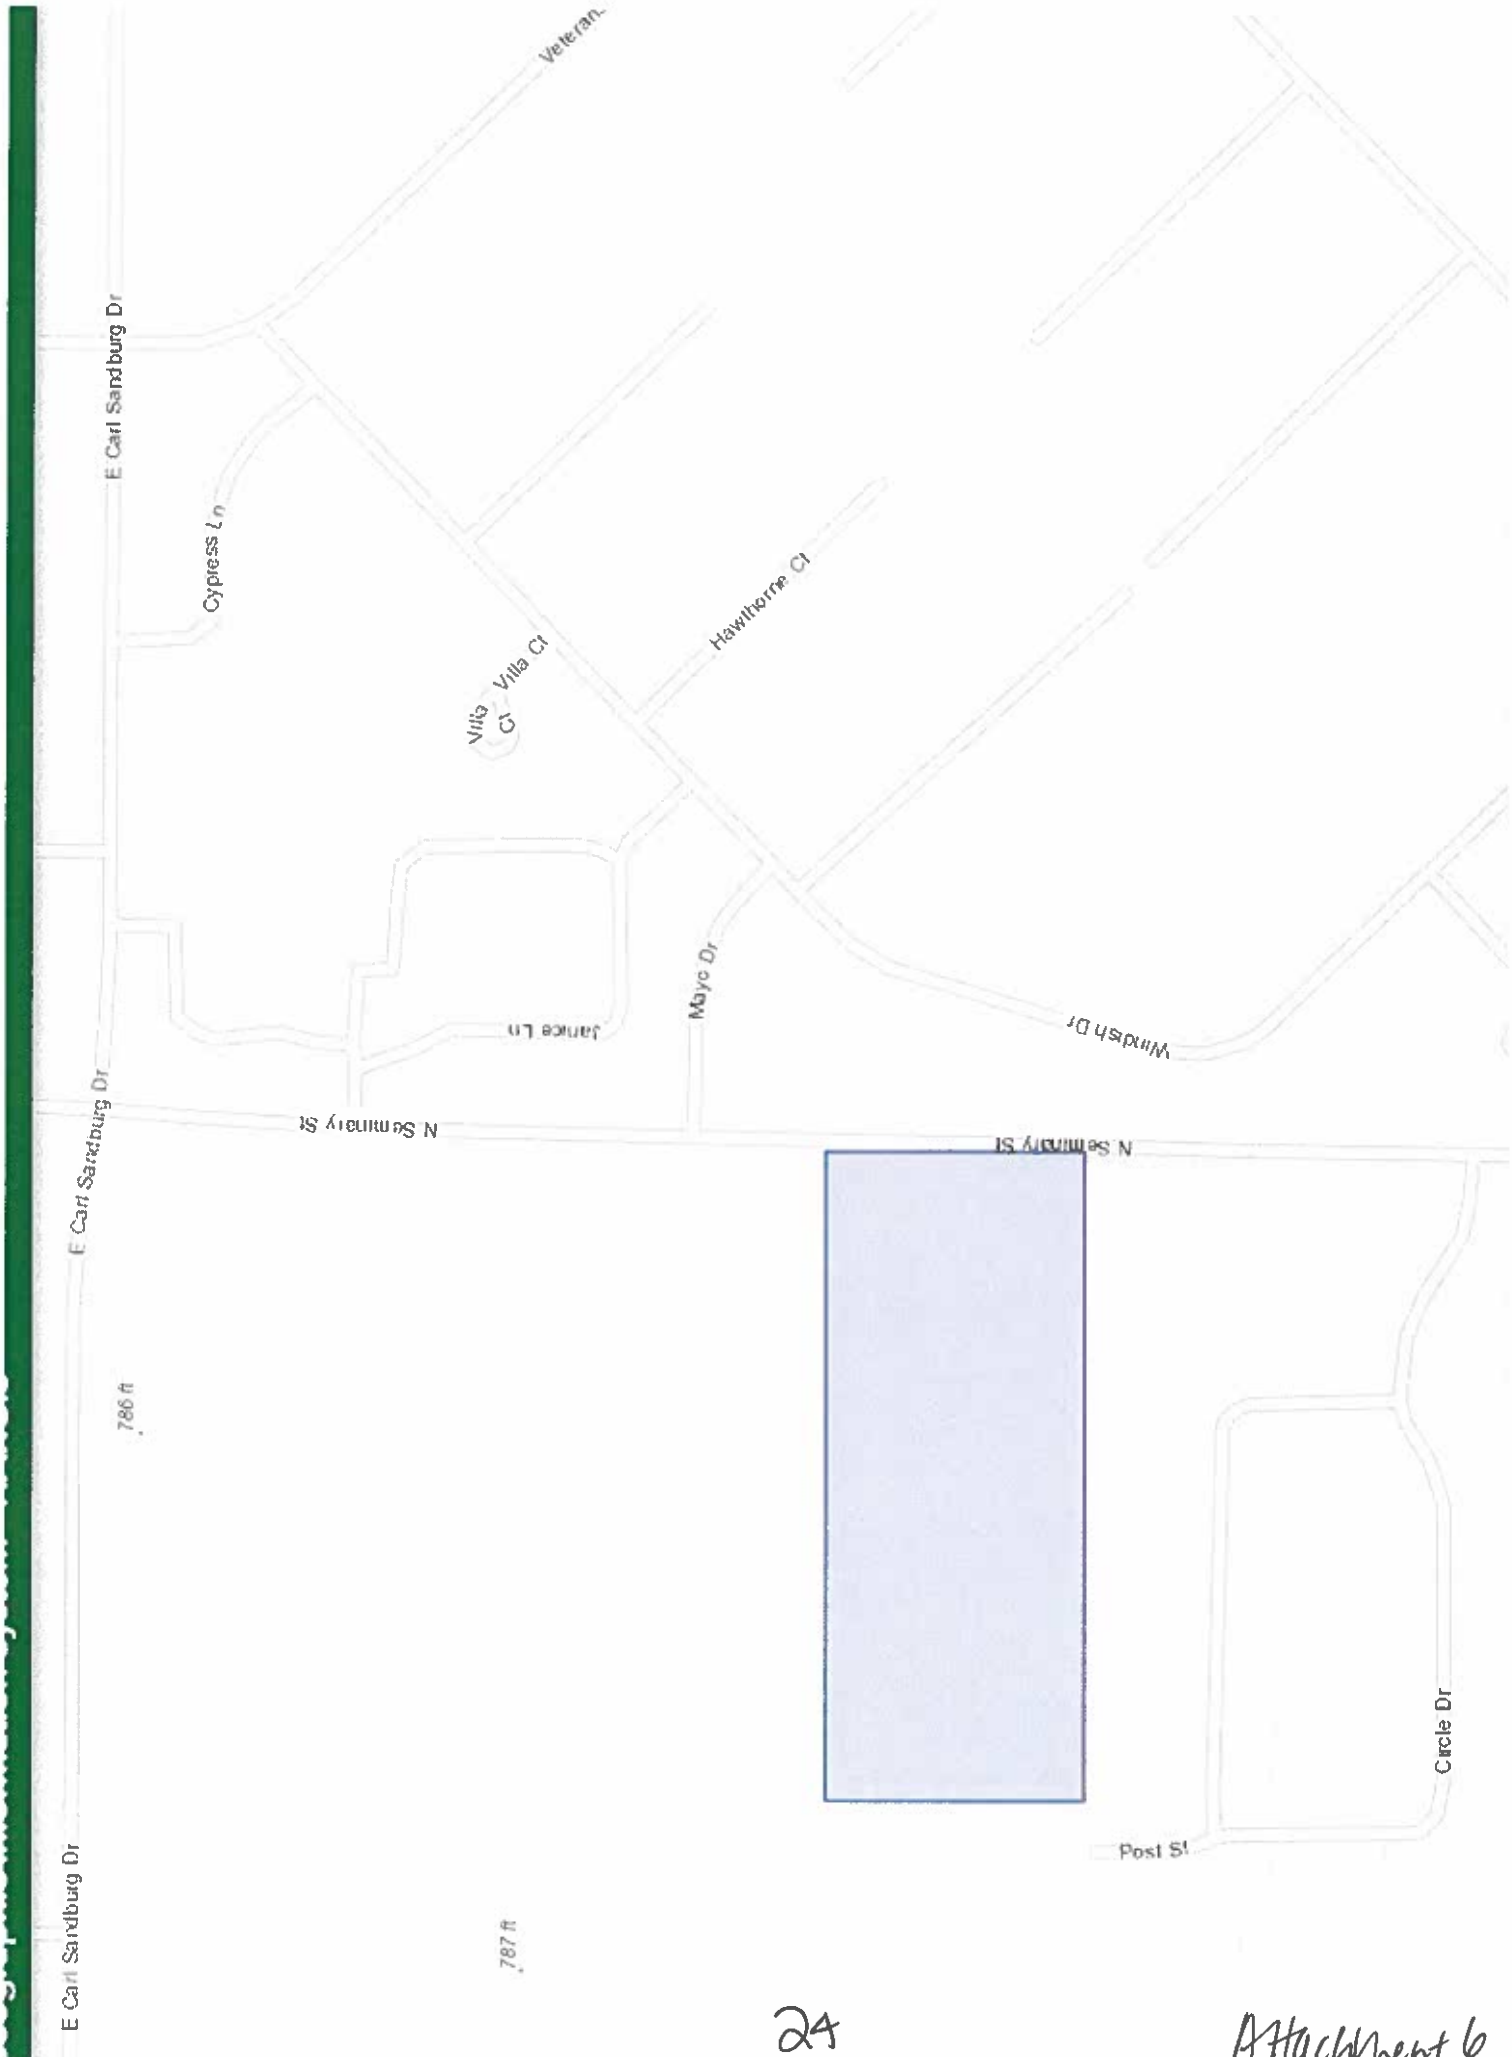 Veteran
E Carl Sandburg Dr
Cypress Ln
Hawthorne Ct
Villa Ct
Villa
Ct
Mayo Dr
Janice Ln
Windish Dr
E Carl Sandburg Dr
N Seminary St
N Seminary St
786 ft
Circle Dr
Post St
E Carl Sandburg Dr
787 ft
24
Attachment 6